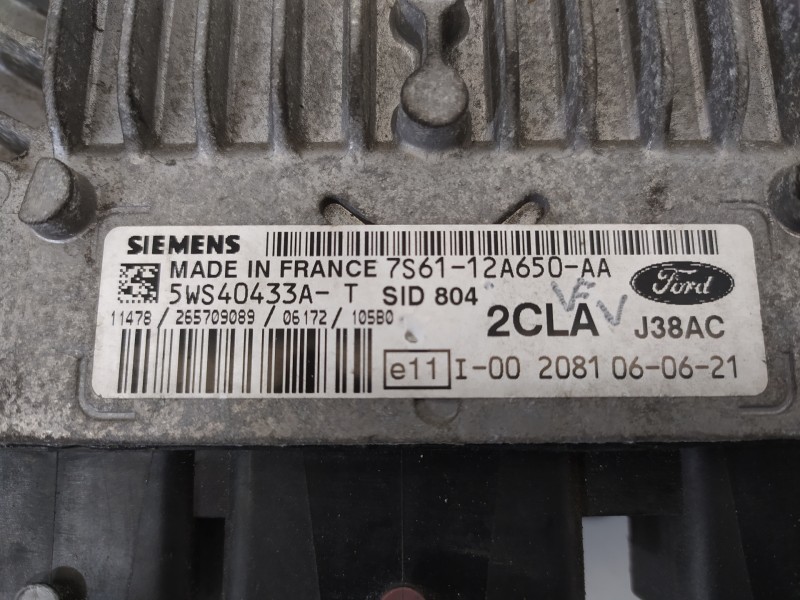 SIEMENS
MADE IN FRANCE 7S61-12A650-AA
5WS40433A-T SID 804
Ford
11478 / 265709089 / 06172 / 105B0
2CLA J38AC
e11 I-00 2081 06-06-21